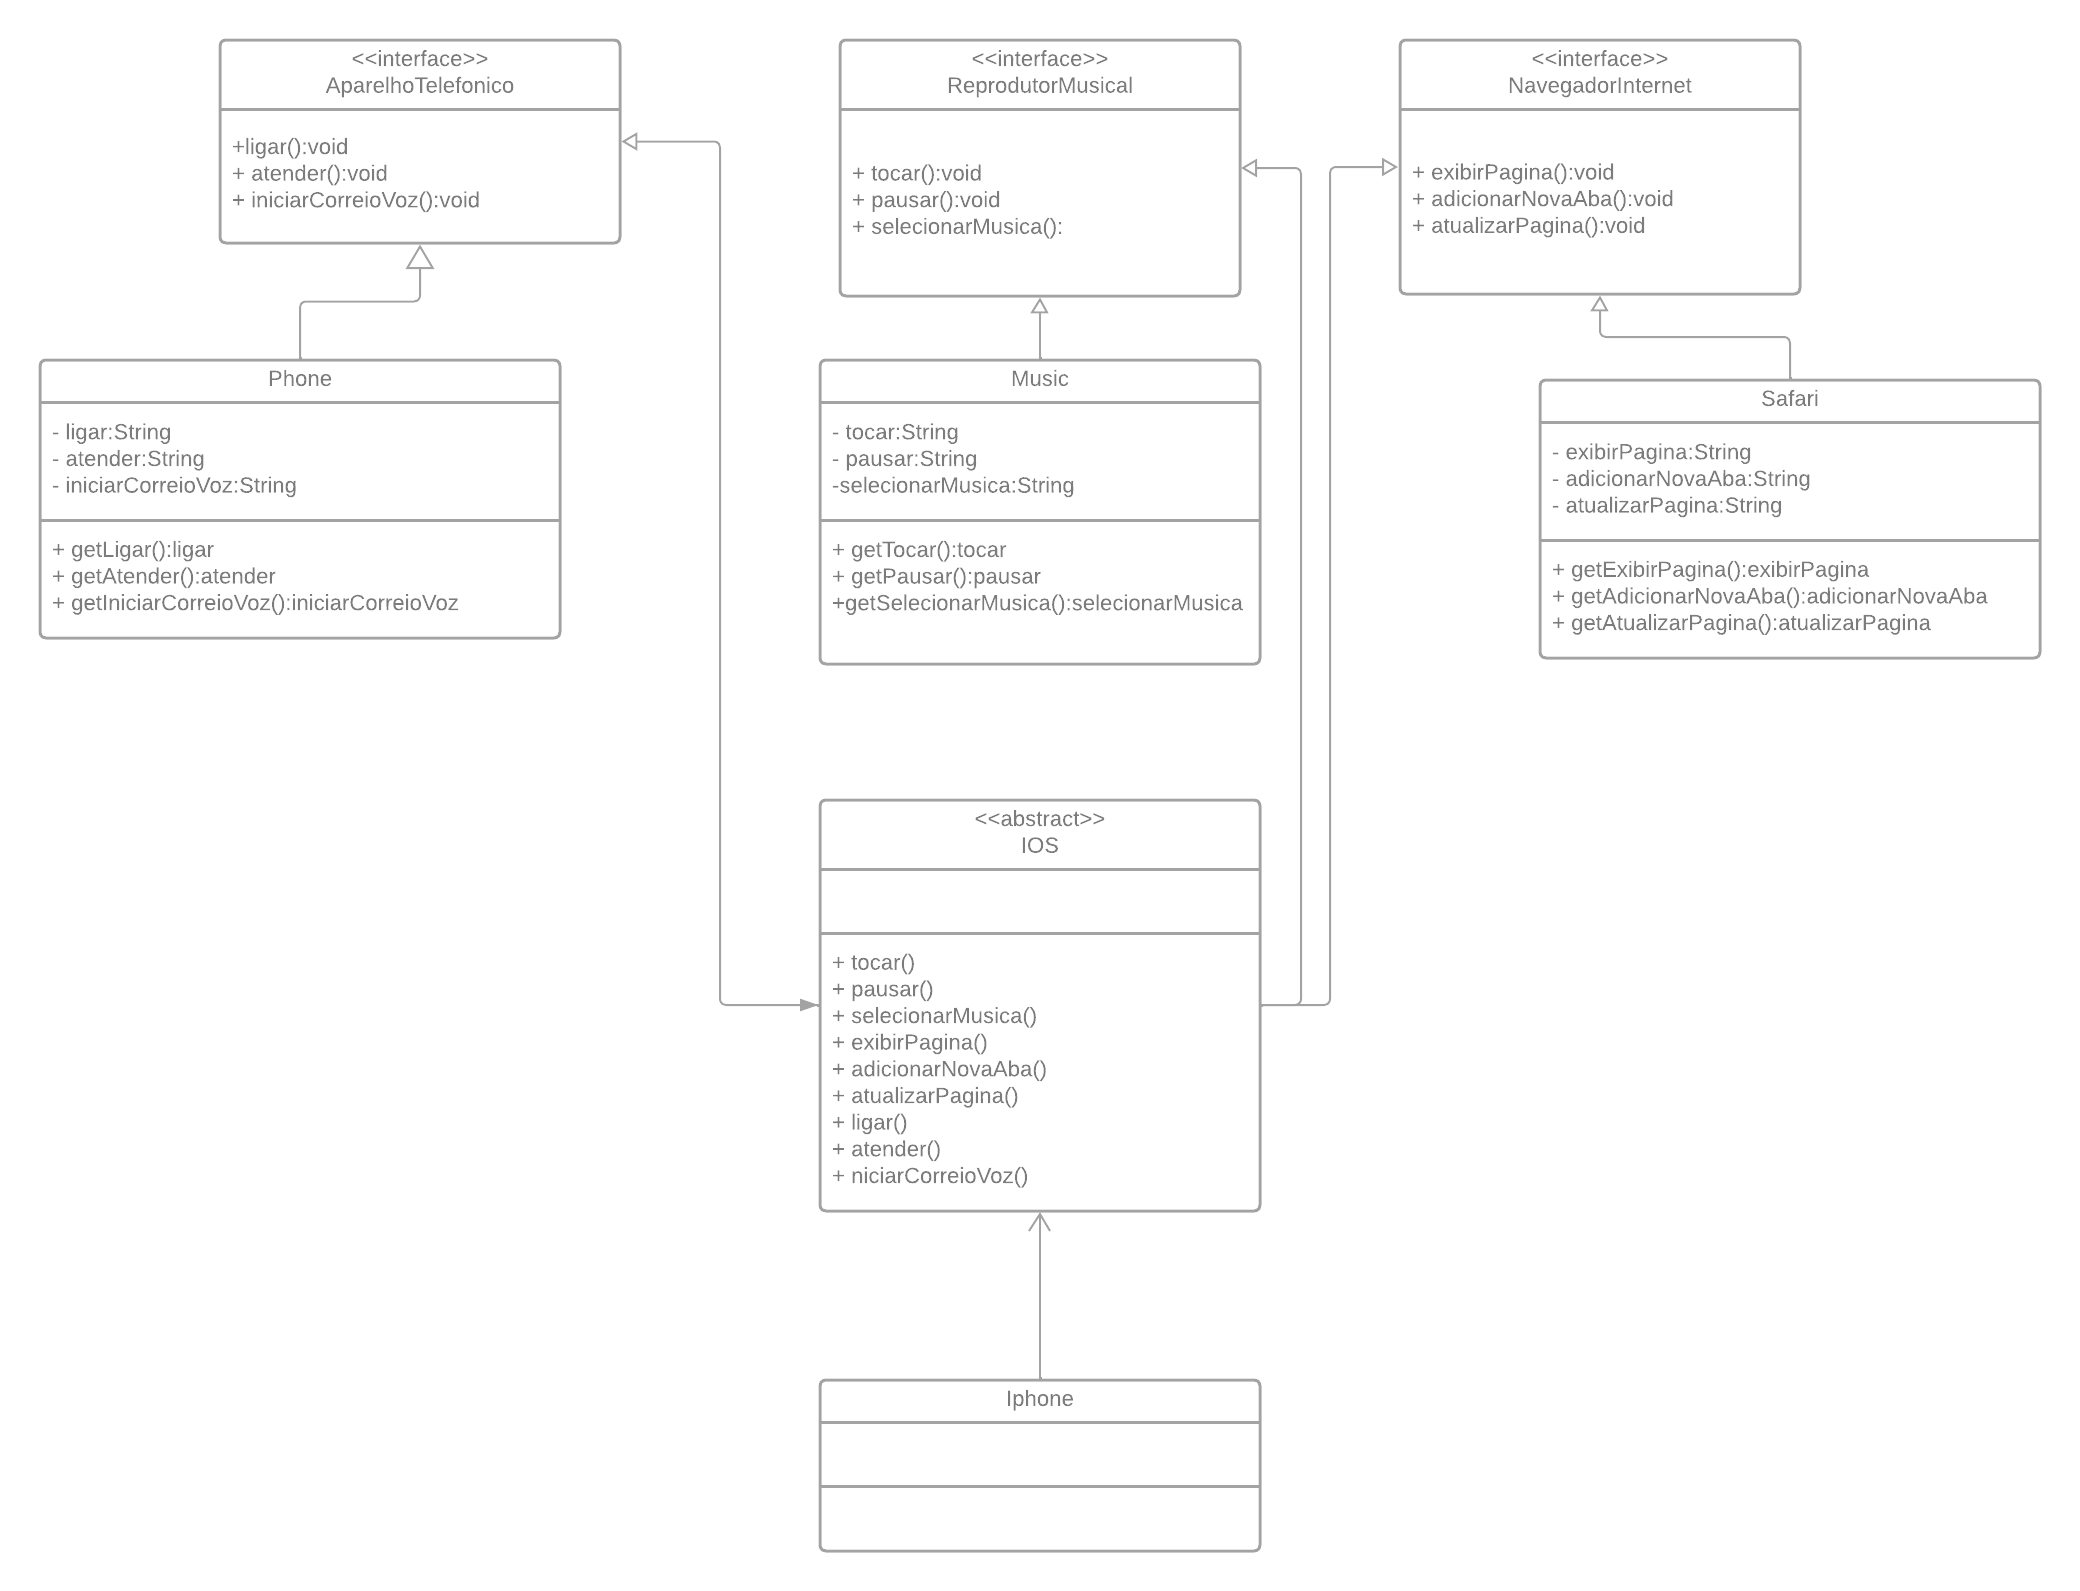 <<interface>>
AparelhoTelefonico
+ligar():void
+ atender():void
+ iniciarCorreioVoz():void
<<interface>>
ReprodutorMusical
+ tocar():void
+ pausar():void
+ selecionarMusica():
<<interface>>
NavegadorInternet
+ exibirPagina():void
+ adicionarNovaAba():void
+ atualizarPagina():void
Phone
- ligar:String
- atender:String
- iniciarCorreioVoz:String
+ getLigar():ligar
+ getAtender():atender
+ getIniciarCorreioVoz():iniciarCorreioVoz
Music
- tocar:String
- pausar:String
-selecionarMusica:String
+ getTocar():tocar
+ getPausar():pausar
+getSelecionarMusica():selecionarMusica
Safari
- exibirPagina:String
- adicionarNovaAba:String
- atualizarPagina:String
+ getExibirPagina():exibirPagina
+ getAdicionarNovaAba():adicionarNovaAba
+ getAtualizarPagina():atualizarPagina
<<abstract>>
IOS
+ tocar()
+ pausar()
+ selecionarMusica()
+ exibirPagina()
+ adicionarNovaAba()
+ atualizarPagina()
+ ligar()
+ atender()
+ niciarCorreioVoz()
Iphone